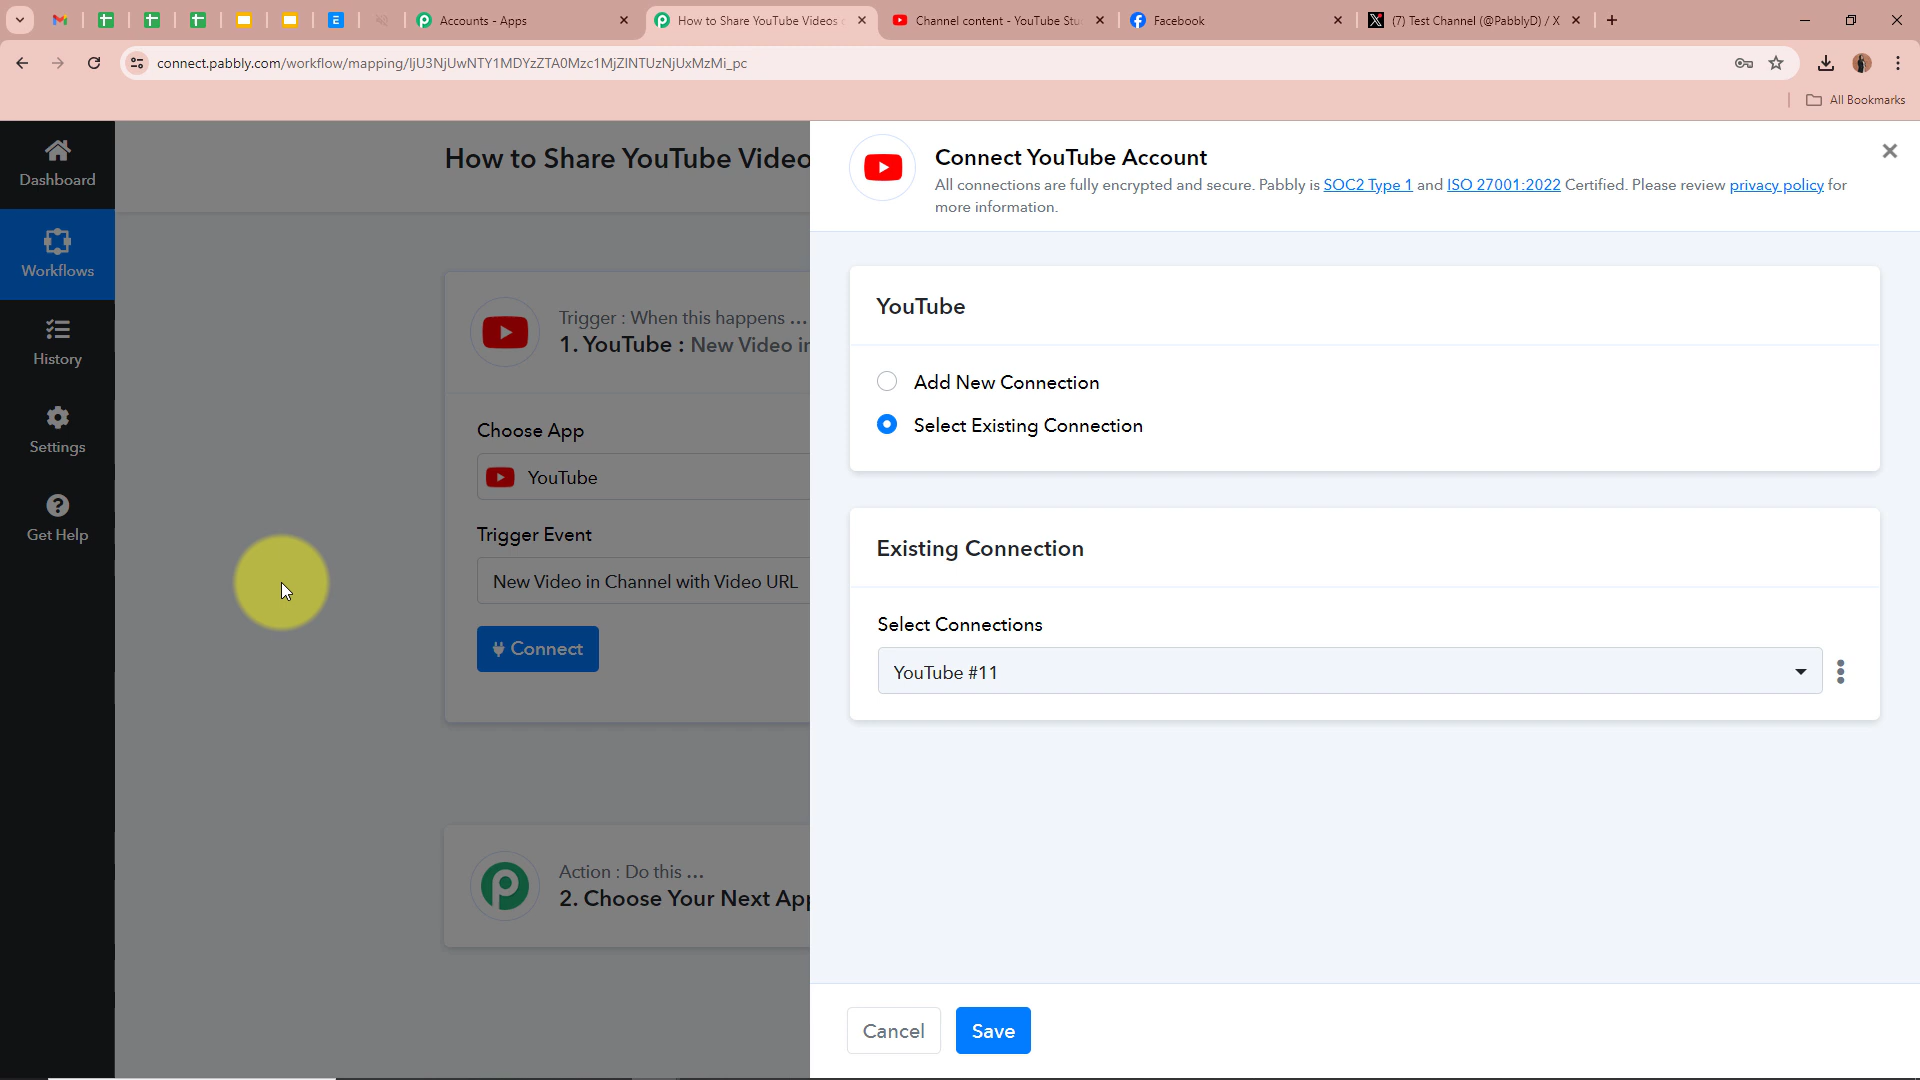 Accounts - Apps
How to Share YouTube Videos
Channel content - YouTube Stu
Facebook
(7) Test Channel (@PabblyD) / X
connect.pabbly.com/workflow/mapping/IjU3NjUwNTY1MDYzZTA0Mzc1MjZlNTUzNjUxMzMi_pc
All Bookmarks
Dashboard
Workflows
History
Settings
Get Help
How to Share YouTube Video
Trigger : When this happens ...
1. YouTube : New Video in
Choose App
YouTube
Trigger Event
New Video in Channel with Video URL
Connect
Action : Do this ...
2. Choose Your Next App
Connect YouTube Account
All connections are fully encrypted and secure. Pabbly is SOC2 Type 1 and ISO 27001:2022 Certified. Please review privacy policy for
more information.
YouTube
Add New Connection
Select Existing Connection
Existing Connection
Select Connections
YouTube #11
Cancel
Save